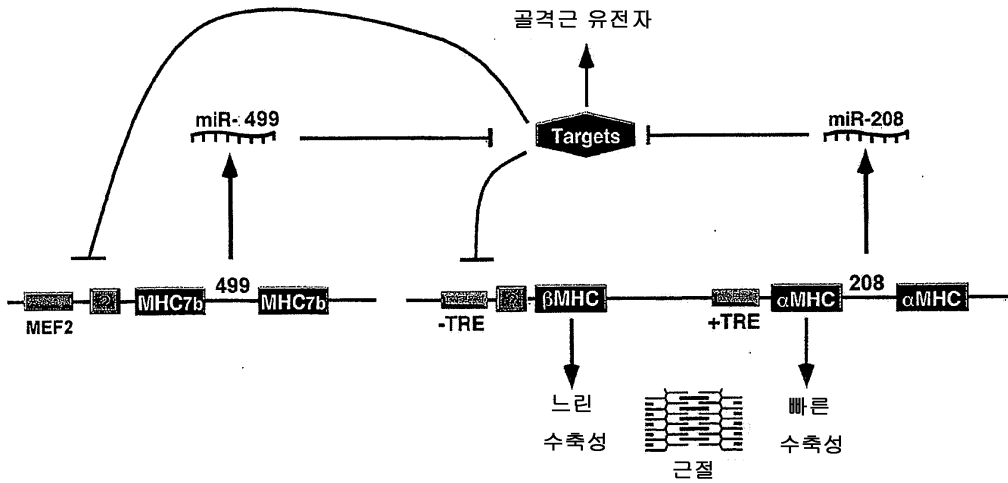 골격근 유전자
miR-499
Targets
miR-208
499
208
MHC7b
MHC7b
?
βMHC
αMHC
αMHC
MEF2
-TRE
+TRE
느린
수축성
빠른
수축성
근절